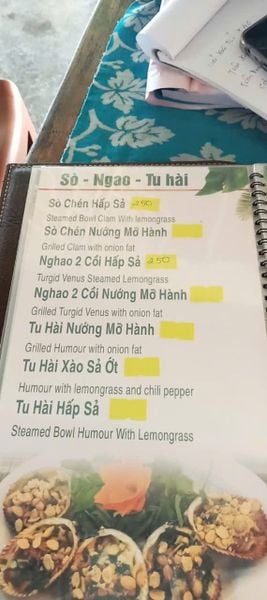 Sò - Ngao - Tu hài
Sò Chén Hấp Sả 250
Steamed Bowl Clam With lemongrass
Sò Chén Nướng Mỡ Hành
Grilled Clam with onion fat
Nghao 2 Cồi Hấp Sả 250
Turgid Venus Steamed Lemongrass
Nghao 2 Cồi Nướng Mỡ Hành
Grilled Turgid Venus with onion fat
Tu Hài Nướng Mỡ Hành
Grilled Humour with onion fat
Tu Hài Xào Sả Ớt
Humour with lemongrass and chili pepper
Tu Hài Hấp Sả
Steamed Bowl Humour With Lemongrass